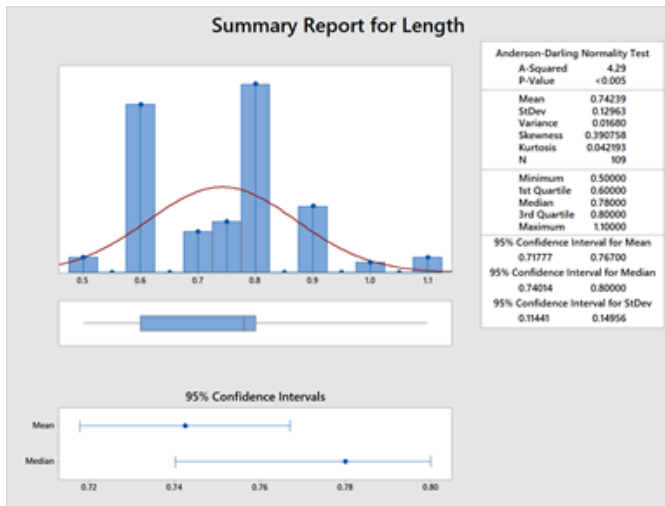 Summary Report for Length
Anderson-Darling Normality Test
A-Squared 4.29
P-Value <0.005
Mean 0.74239
StDev 0.12963
Variance 0.01680
Skewness 0.390758
Kurtosis 0.042193
N 109
Minimum 0.50000
1st Quartile 0.60000
Median 0.78000
3rd Quartile 0.80000
Maximum 1.10000
95% Confidence Interval for Mean
0.71777 0.76700
95% Confidence Interval for Median
0.74014 0.80000
95% Confidence Interval for StDev
0.11441 0.14956
0.5 0.6 0.7 0.8 0.9 1.0 1.1
95% Confidence Intervals
Mean
Median
0.72 0.74 0.76 0.78 0.80